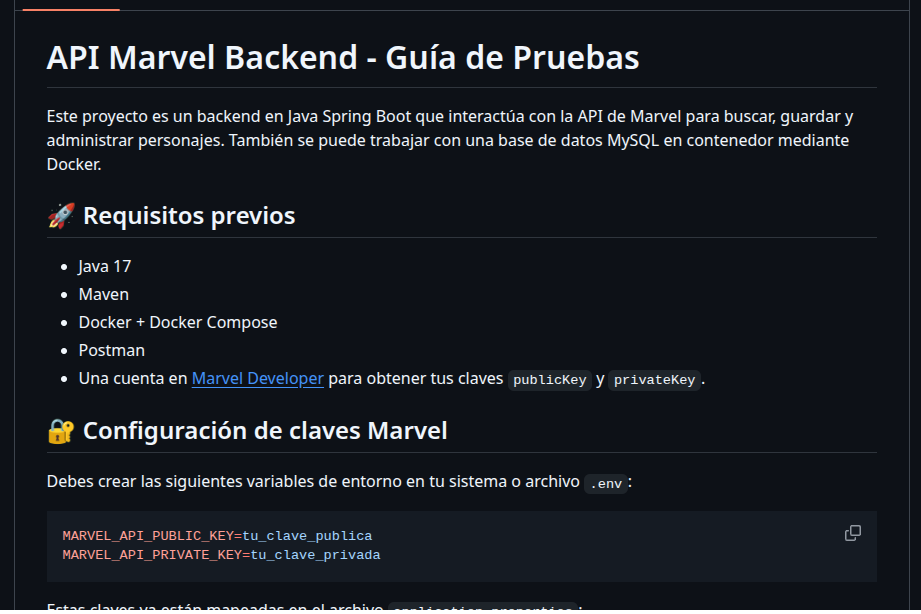 API Marvel Backend - Guía de Pruebas
Este proyecto es un backend en Java Spring Boot que interactúa con la API de Marvel para buscar, guardar y
administrar personajes. También se puede trabajar con una base de datos MySQL en contenedor mediante
Docker.
🚀 Requisitos previos
• Java 17
• Maven
• Docker + Docker Compose
• Postman
• Una cuenta en Marvel Developer para obtener tus claves publicKey y privateKey.
🔐 Configuración de claves Marvel
Debes crear las siguientes variables de entorno en tu sistema o archivo .env:
MARVEL_API_PUBLIC_KEY=tu_clave_publica
MARVEL_API_PRIVATE_KEY=tu_clave_privada
Estas claves ya están mapeadas en el archivo application.properties: